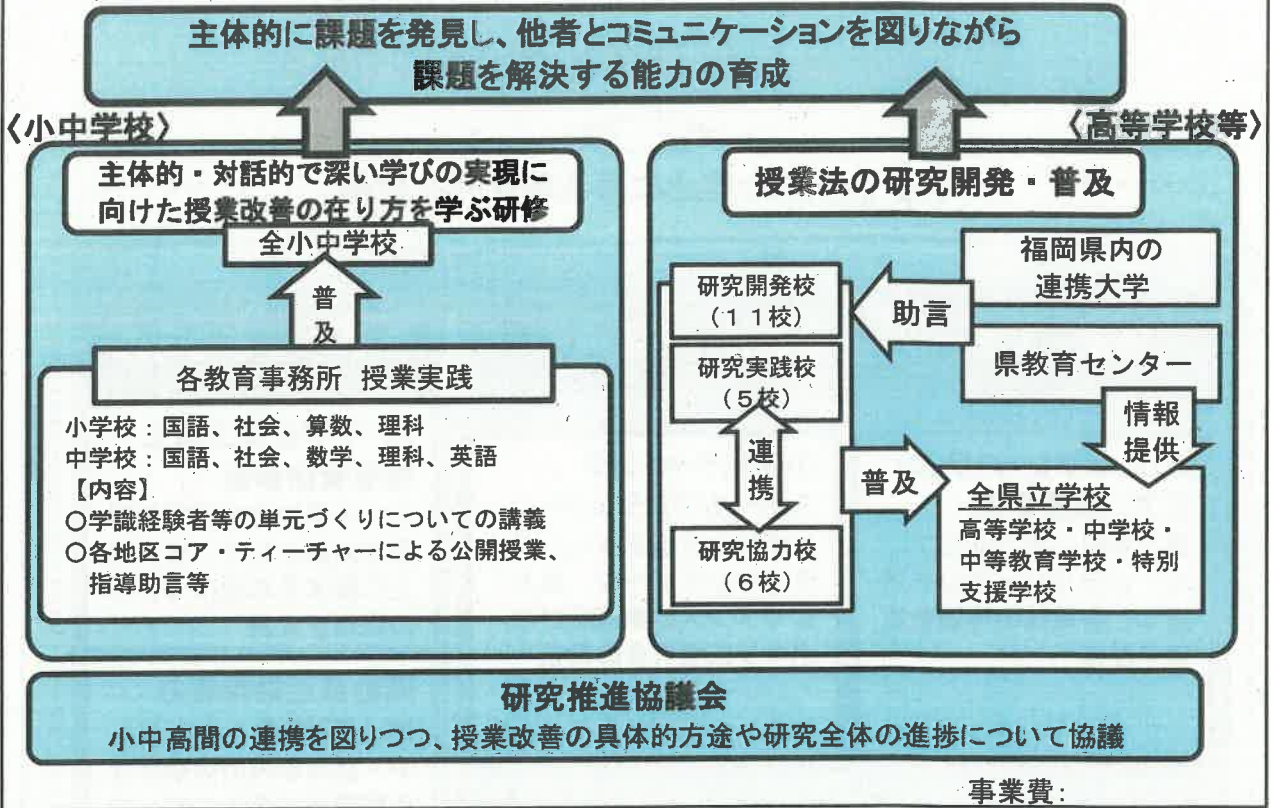 主体的に課題を発見し、他者とコミュニケーションを図りながら
課題を解決する能力の育成
〈小中学校〉
主体的・対話的で深い学びの実現に
向けた授業改善の在り方を学ぶ研修
全小中学校
普
及
各教育事務所 授業実践
小学校：国語、社会、算数、理科
中学校：国語、社会、数学、理科、英語
【内容】
〇学識経験者等の単元づくりについての講義
〇各地区コア・ティーチャーによる公開授業、
指導助言等
〈高等学校等〉
授業法の研究開発・普及
福岡県内の
連携大学
研究開発校
（１１校）
助言
県教育センター
研究実践校
（５校）
情報
提供
連
携
普及
全県立学校
高等学校・中学校・
中等教育学校・特別
支援学校
研究協力校
（６校）
研究推進協議会
小中高間の連携を図りつつ、授業改善の具体的方途や研究全体の進捗について協議
事業費：